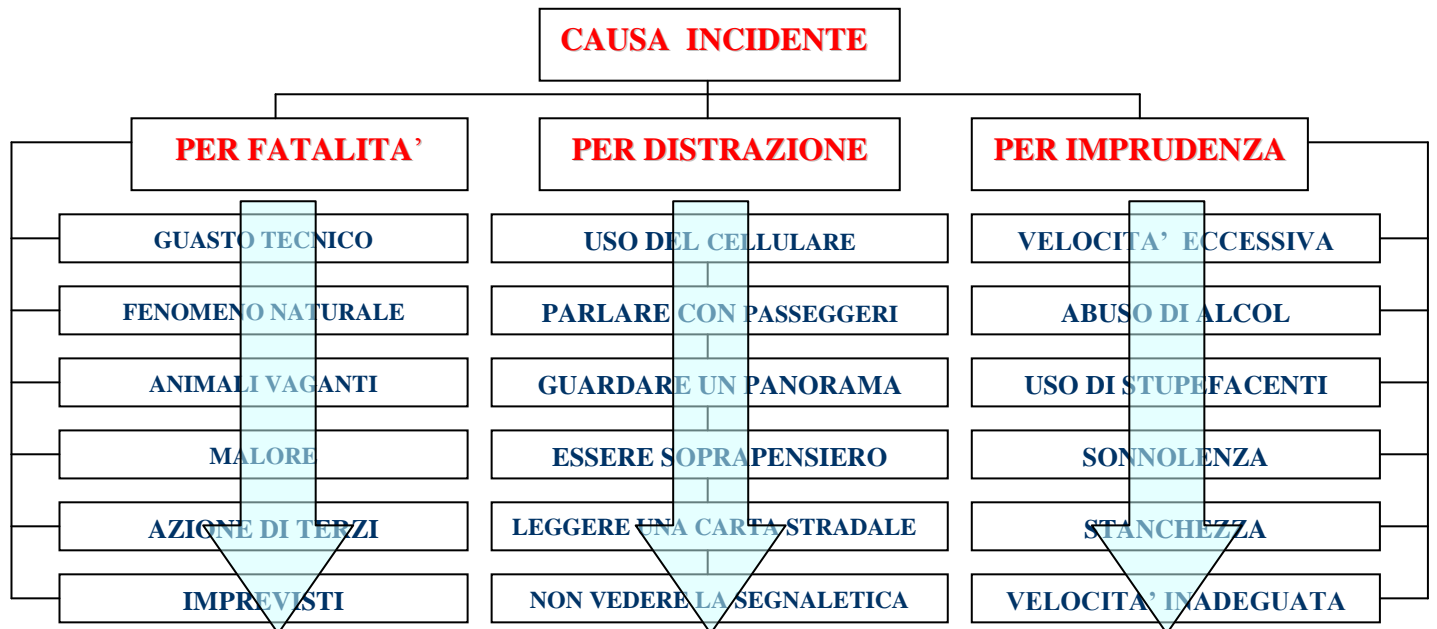 CAUSA INCIDENTE
PER FATALITA’
PER DISTRAZIONE
PER IMPRUDENZA
GUASTO TECNICO
FENOMENO NATURALE
ANIMALI VAGANTI
MALORE
AZIONE DI TERZI
IMPREVISTI
USO DEL CELLULARE
PARLARE CON PASSEGGERI
GUARDARE UN PANORAMA
ESSERE SOPRAPENSIERO
LEGGERE UNA CARTA STRADALE
NON VEDERE LA SEGNALETICA
VELOCITA’ ECCESSIVA
ABUSO DI ALCOL
USO DI STUPEFACENTI
SONNOLENZA
STANCHEZZA
VELOCITA’ INADEGUATA